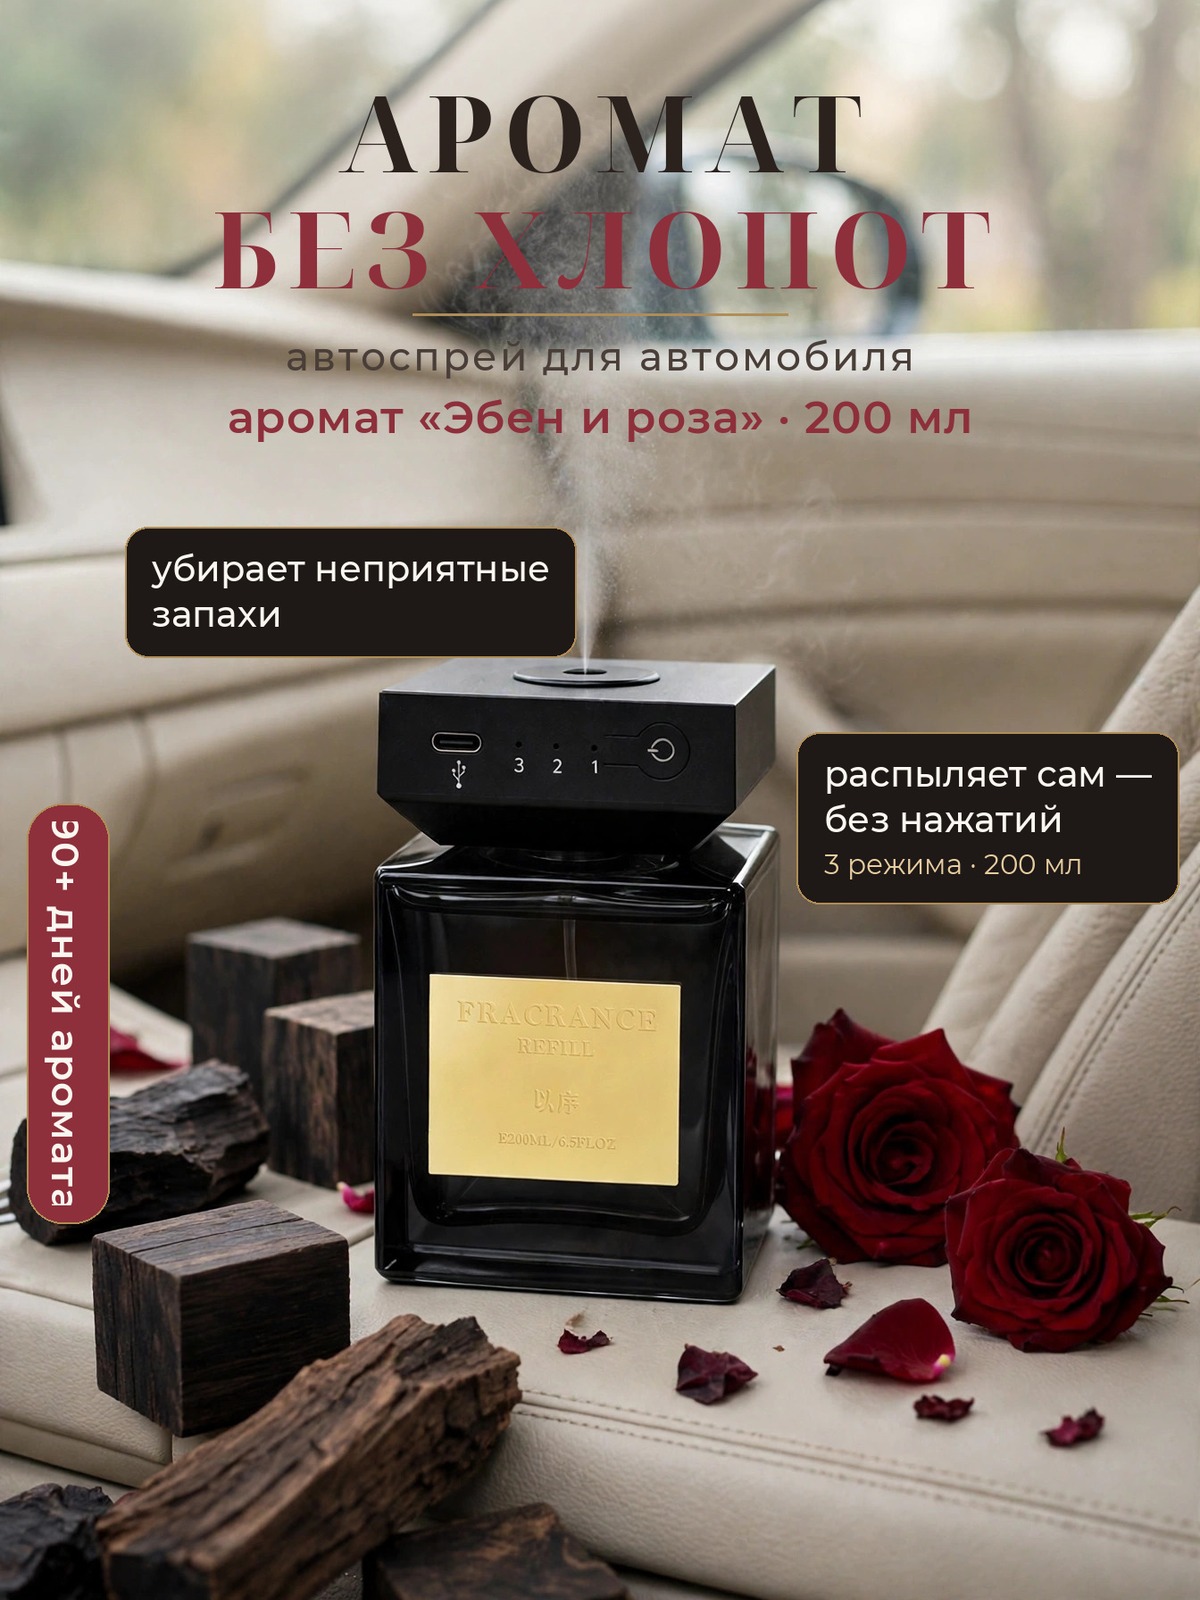 АРОМАТ
БЕЗ ХЛОПОТ
автоспрей для автомобиля
аромат «Эбен и роза» · 200 мл
убирает неприятные
запахи
3 2 1
распыляет сам —
без нажатий
3 режима · 200 мл
90+ дней аромата
FRAGRANCE
REFILL
以序
E200ML/6.5FLOZ